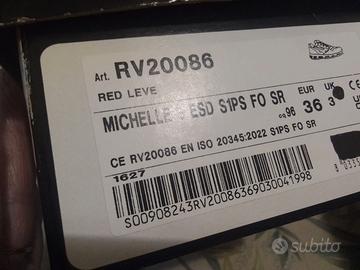 Art. RV20086
RED LEVE
MICHELLE ESD S1PS FO SR
EUR UK
96 36 3
CE RV20086 EN ISO 20345:2022 S1PS FO SR
1627
S00908243RV20086369030041998
subito